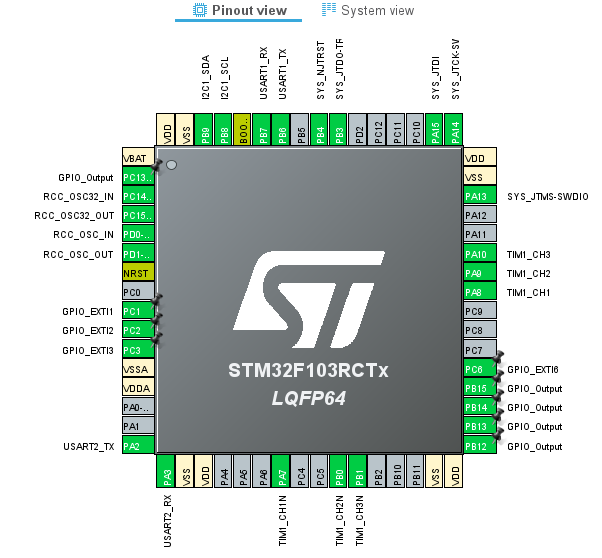 Pinout view
System view
I2C1_SDA
I2C1_SCL
USART1_RX
USART1_TX
SYS_NJTRST
SYS_JTDO-TR
SYS_JTDI
SYS_JTCK-SV
VDD
VSS
PB9
PB8
BOO..
PB7
PB6
PB5
PB4
PB3
PD2
PC12
PC11
PC10
PA15
PA14
VBAT
GPIO_Output
PC13..
RCC_OSC32_IN
PC14..
RCC_OSC32_OUT
PC15..
RCC_OSC_IN
PD0-..
RCC_OSC_OUT
PD1-..
NRST
PC0
GPIO_EXTI1
PC1
GPIO_EXTI2
PC2
GPIO_EXTI3
PC3
VSSA
VDDA
PA0-..
PA1
USART2_TX
PA2
ST
STM32F103RCTx
LQFP64
VDD
VSS
PA13
SYS_JTMS-SWDIO
PA12
PA11
PA10
TIM1_CH3
PA9
TIM1_CH2
PA8
TIM1_CH1
PC9
PC8
PC7
PC6
GPIO_EXTI6
PB15
GPIO_Output
PB14
GPIO_Output
PB13
GPIO_Output
PB12
GPIO_Output
PA3
VSS
VDD
PA4
PA5
PA6
PA7
PC4
PC5
PB0
PB1
PB2
PB10
PB11
VSS
VDD
USART2_RX
TIM1_CH1N
TIM1_CH2N
TIM1_CH3N